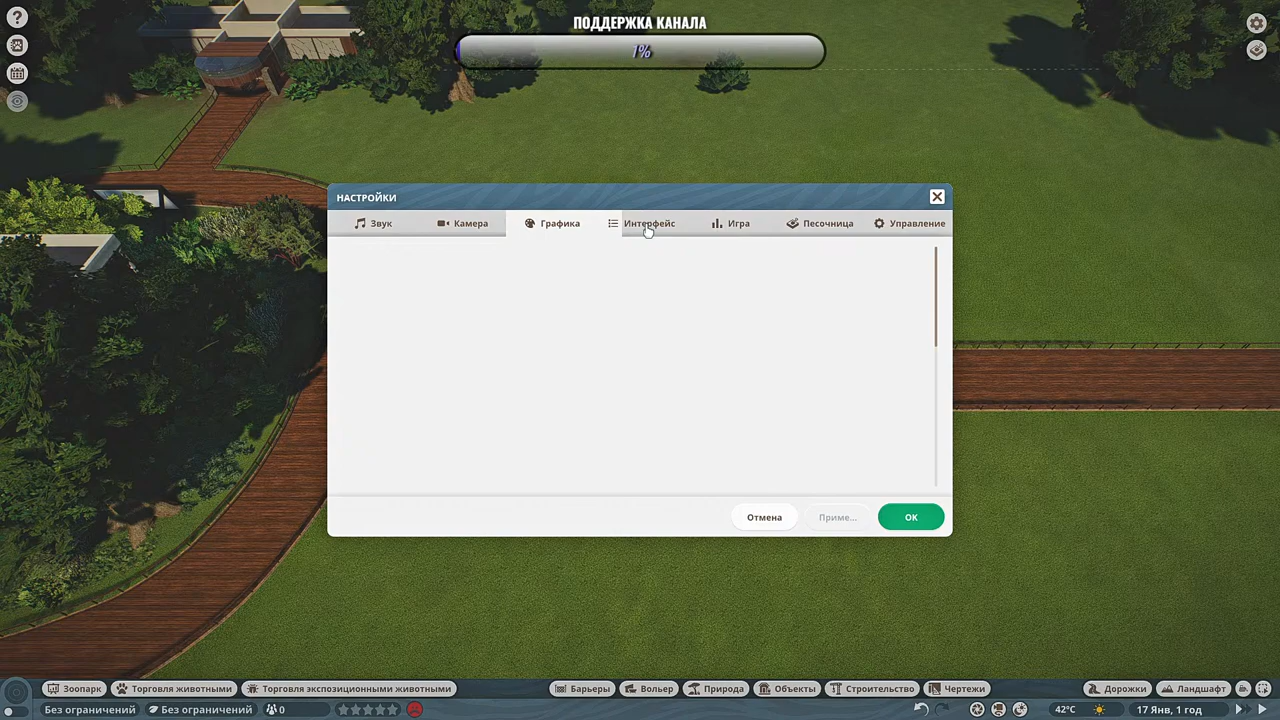 ПОДДЕРЖКА КАНАЛА
1%
НАСТРОЙКИ
Звук Камера Графика Интерфейс Игра Песочница Управление
Отмена Приме... OK
Зоопарк Торговля животными Торговля экспозиционными животными Барьеры Вольер Природа Объекты Строительство Чертежи Дорожки Ландшафт
Без ограничений Без ограничений 0 42°C 17 Янв, 1 год